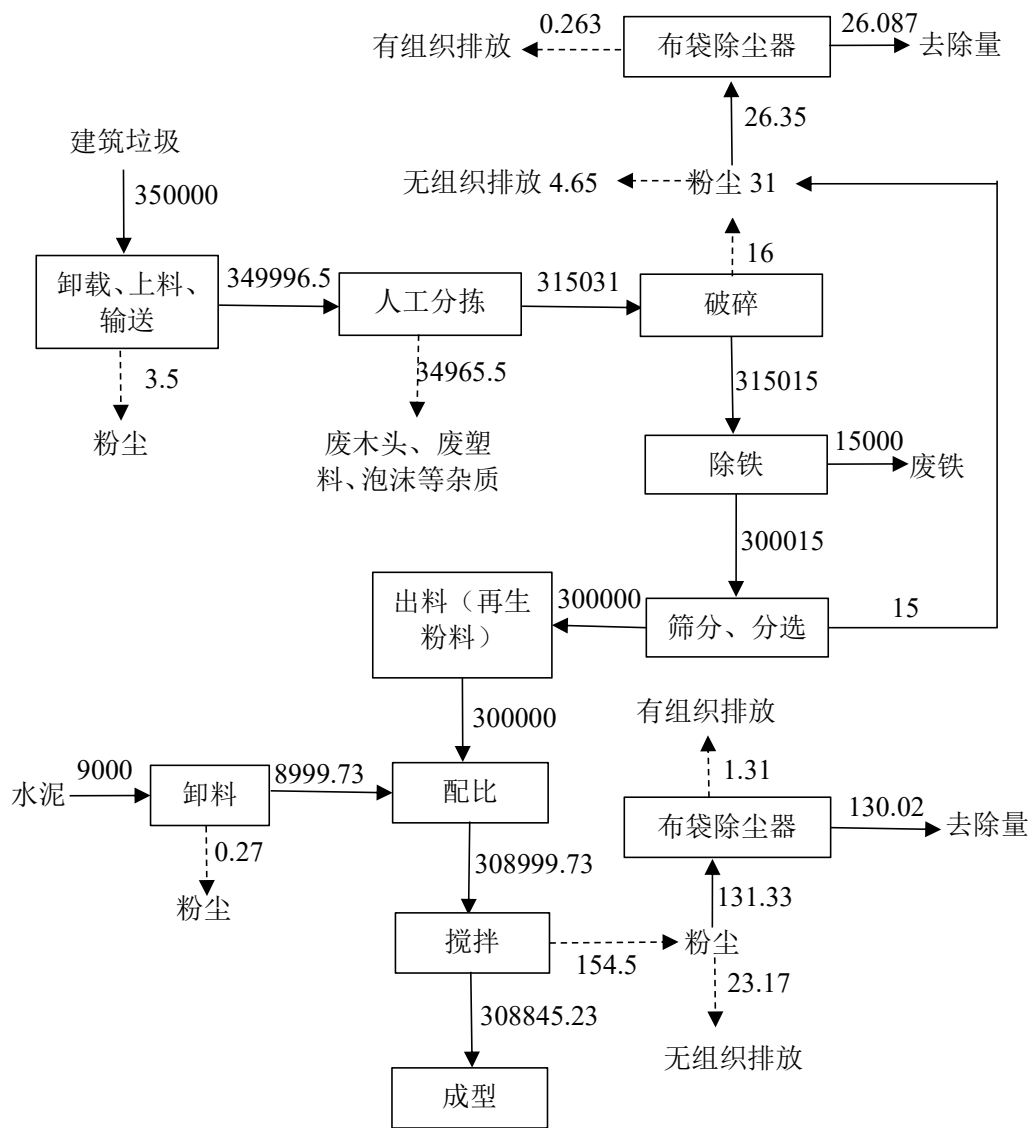 0.263
有组织排放
布袋除尘器
26.087
去除量
26.35
建筑垃圾
350000
无组织排放 4.65
粉尘 31
16
卸载、上料、
输送
349996.5
人工分拣
315031
破碎
3.5
粉尘
34965.5
废木头、废塑
料、泡沫等杂质
315015
除铁
15000
废铁
300015
出料（再生
粉料）
300000
筛分、分选
15
300000
有组织排放
1.31
水泥
9000
卸料
8999.73
配比
布袋除尘器
130.02
去除量
0.27
粉尘
308999.73
131.33
搅拌
154.5
粉尘
23.17
308845.23
无组织排放
成型